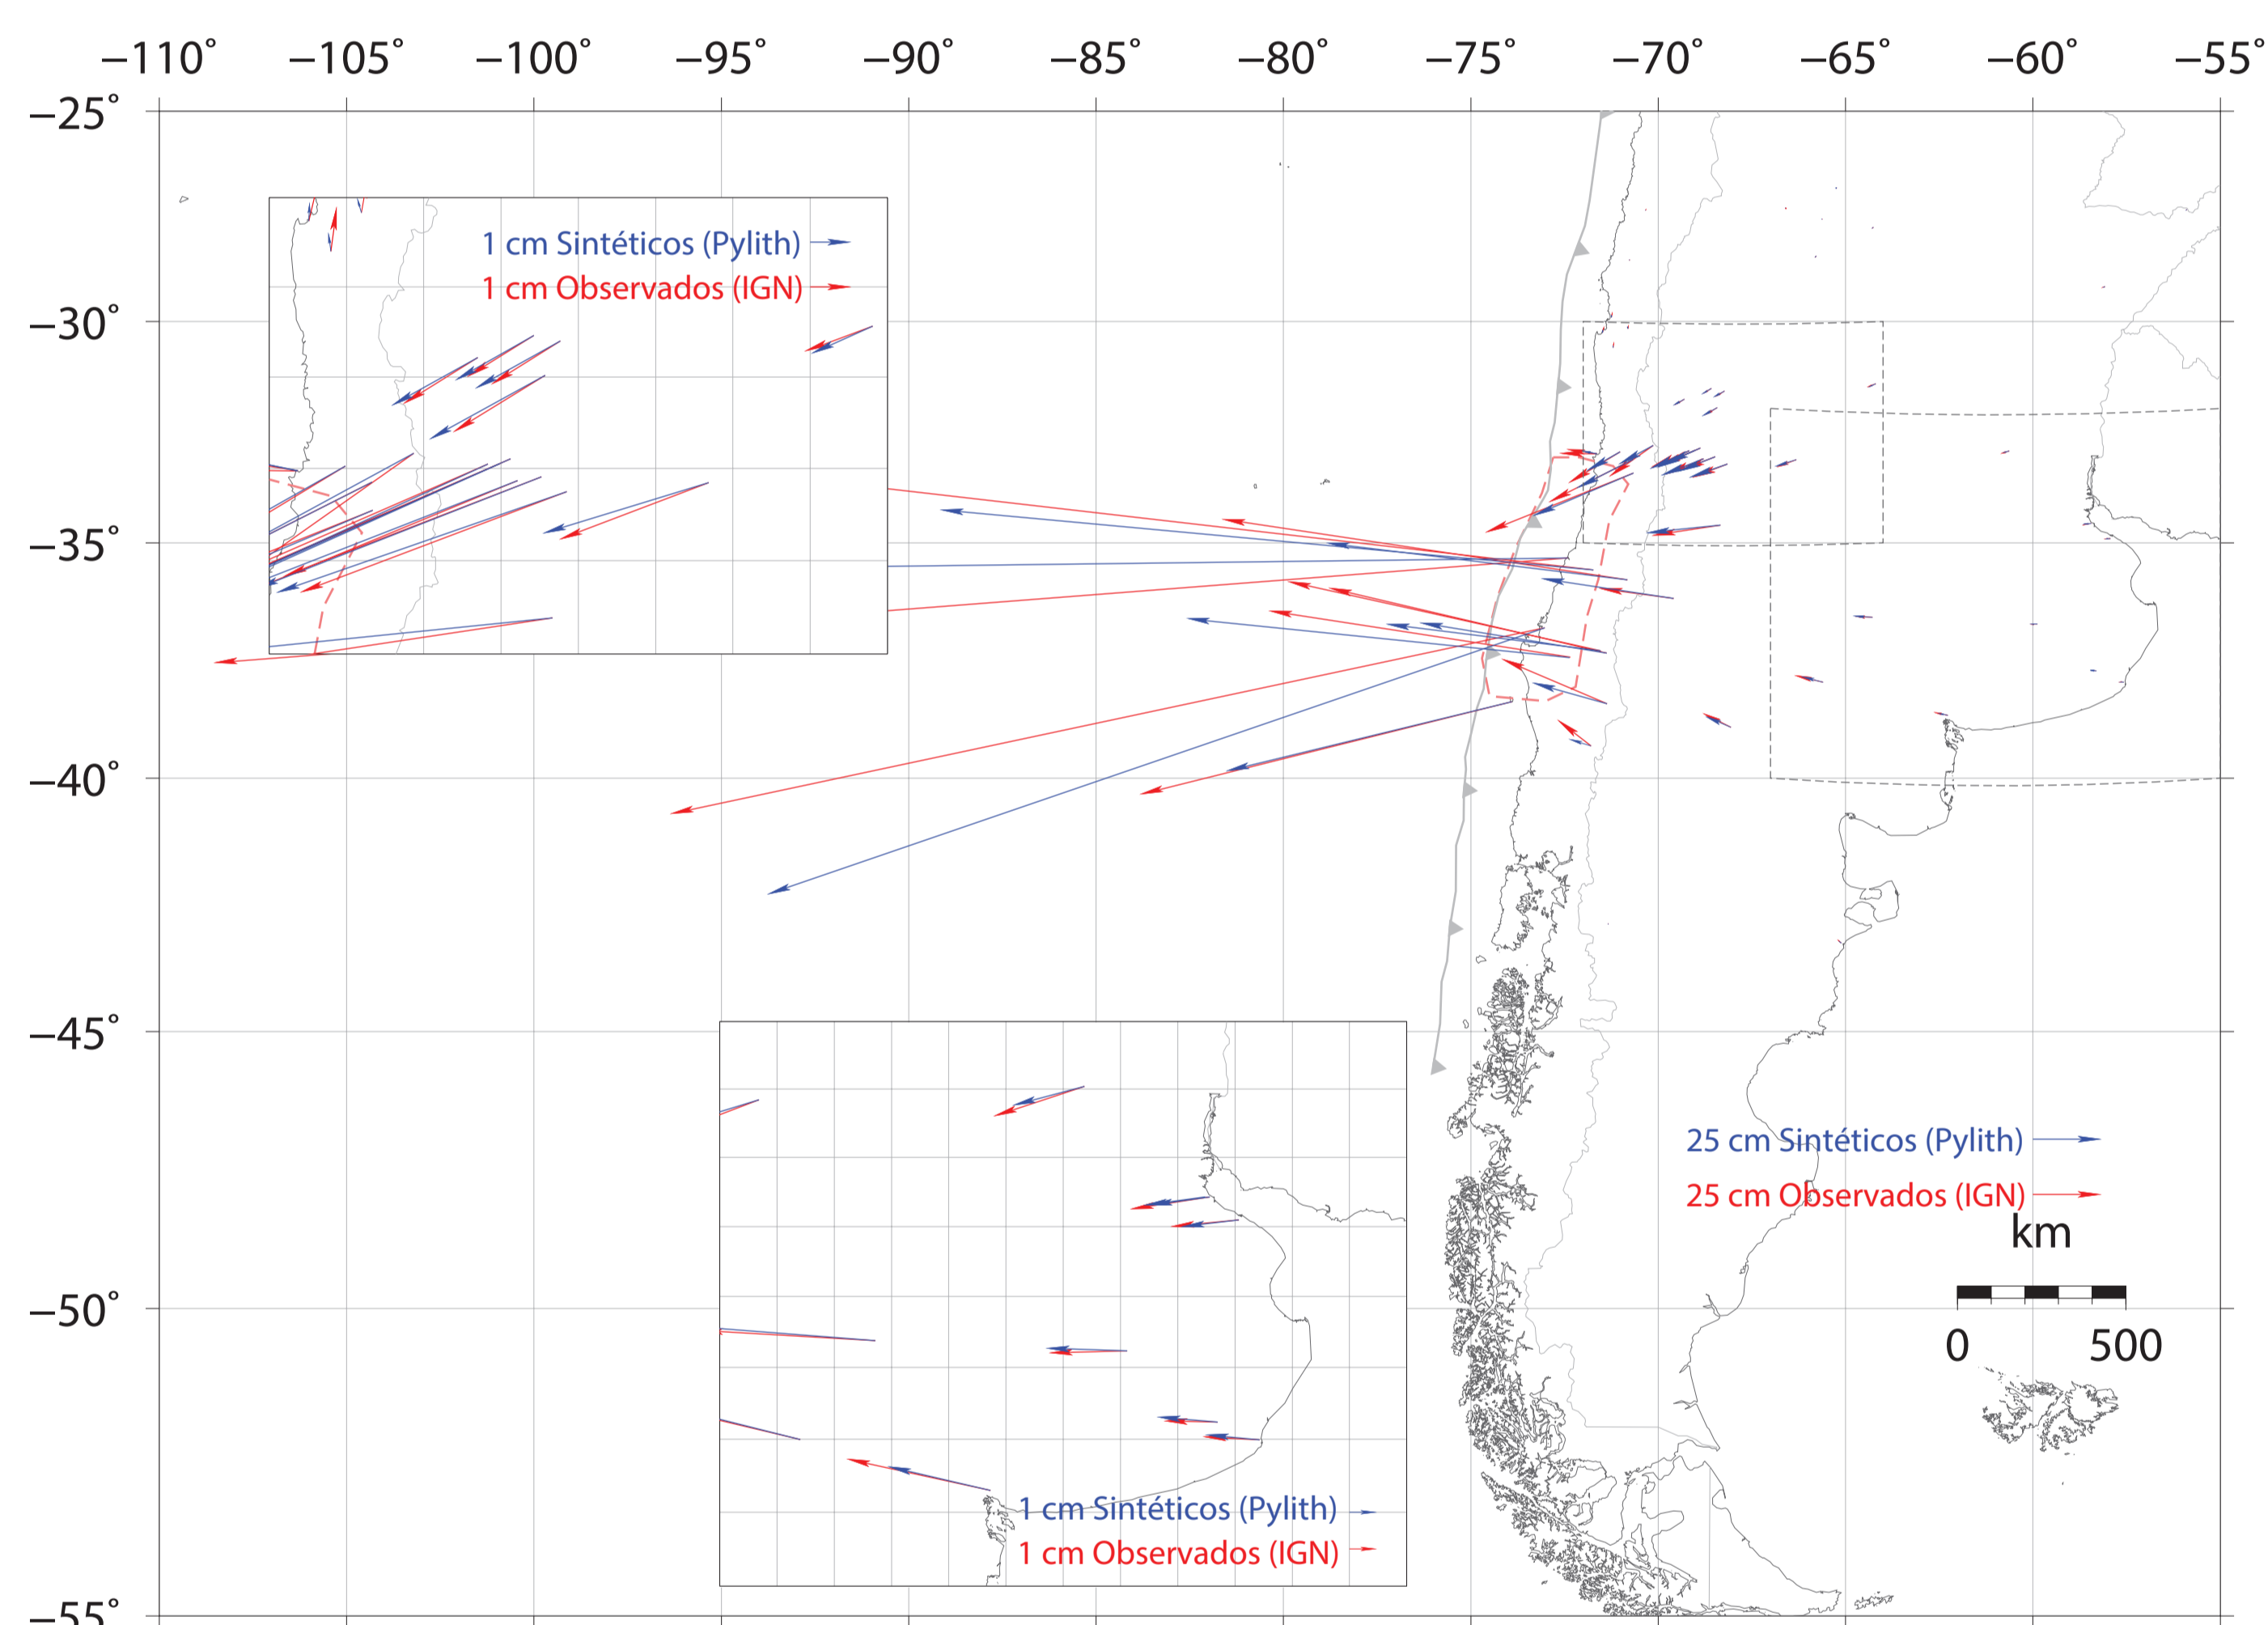 −110° −105° −100° −95° −90° −85° −80° −75° −70° −65° −60° −55°
−25°
1 cm Sintéticos (Pylith)
1 cm Observados (IGN)
−30°
−35°
−40°
−45°
25 cm Sintéticos (Pylith)
25 cm Observados (IGN)
km
−50°
0 500
1 cm Sintéticos (Pylith)
1 cm Observados (IGN)
−55°